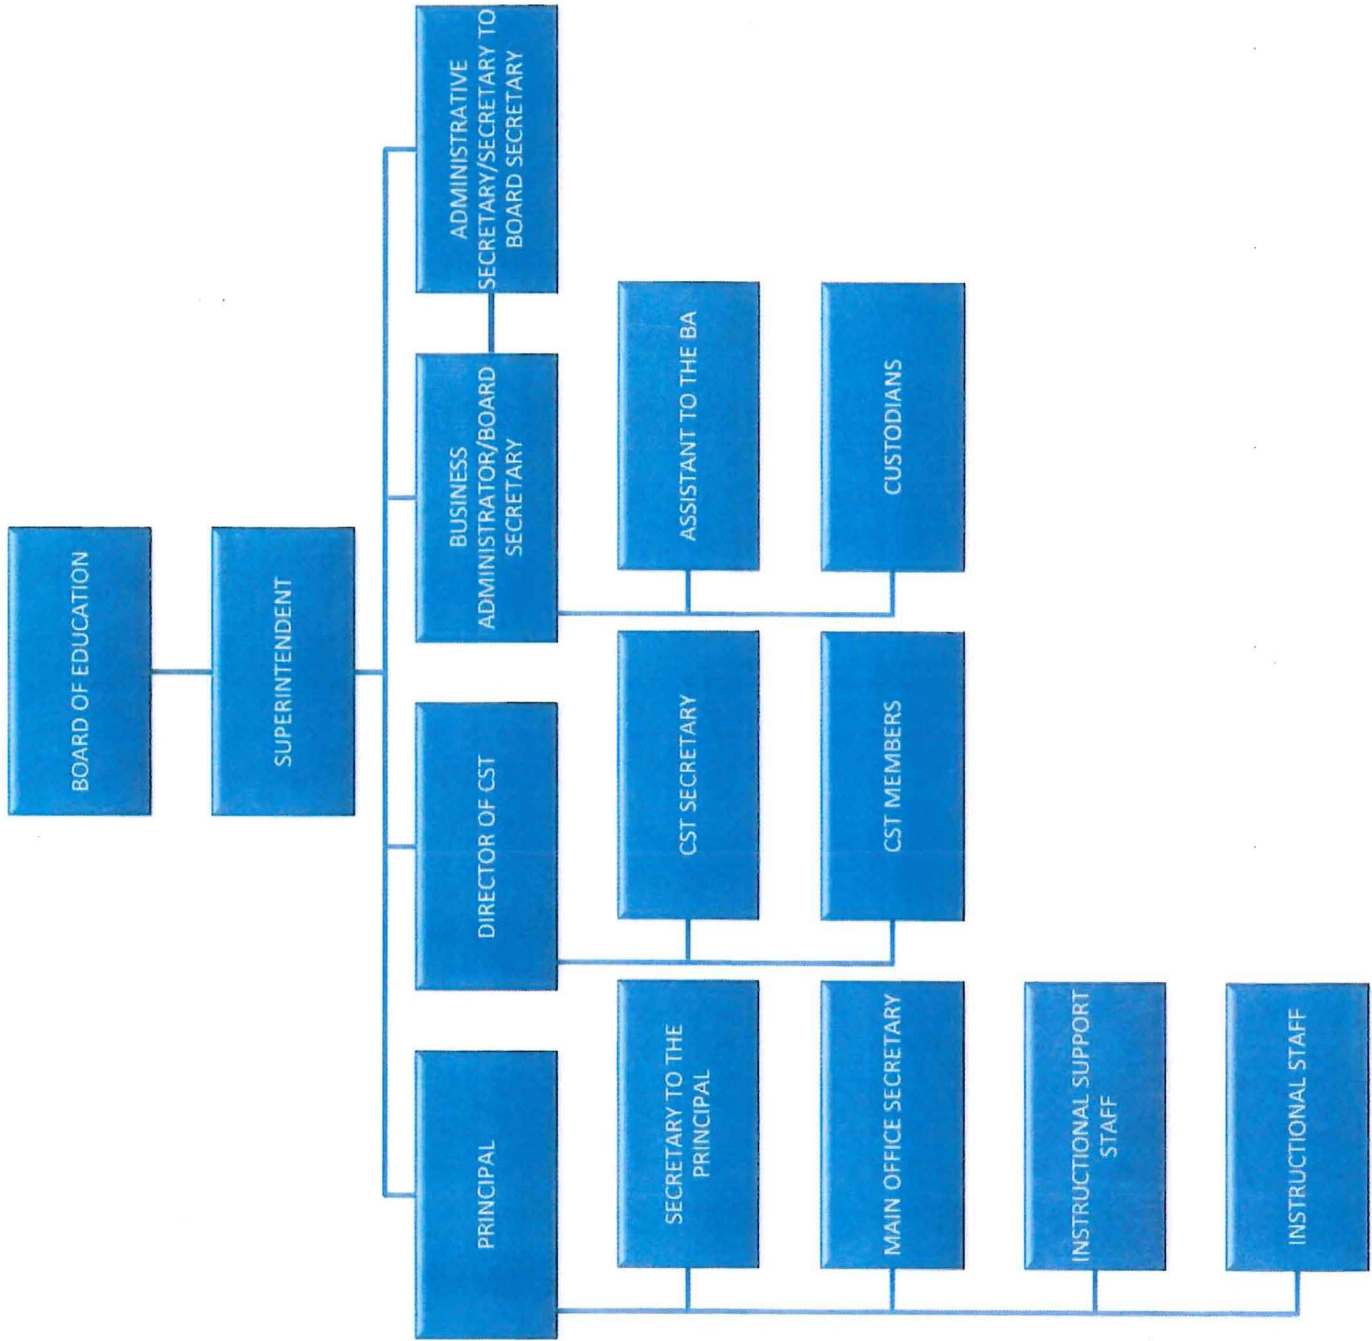 BOARD OF EDUCATION
SUPERINTENDENT
PRINCIPAL
DIRECTOR OF CST
BUSINESS
ADMINISTRATOR/BOARD
SECRETARY
ADMINISTRATIVE
SECRETARY/SECRETARY TO
BOARD SECRETARY
SECRETARY TO THE
PRINCIPAL
CST SECRETARY
ASSISTANT TO THE BA
MAIN OFFICE SECRETARY
CST MEMBERS
CUSTODIANS
INSTRUCTIONAL SUPPORT
STAFF
INSTRUCTIONAL STAFF